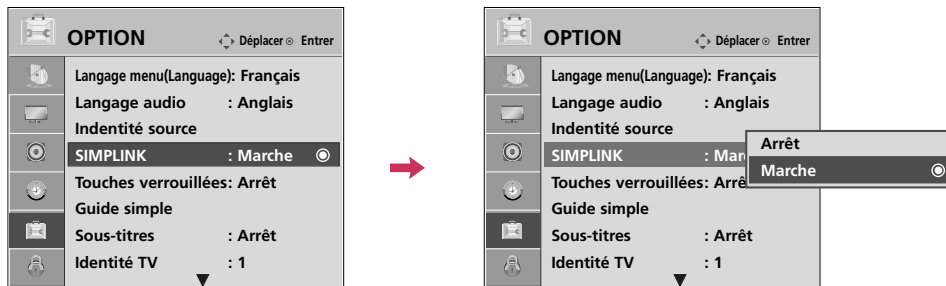 OPTION
Déplacer
Entrer
Langage menu(Language): Français
Langage audio : Anglais
Indentité source
SIMPLINK : Marche
Touches verrouillées: Arrêt
Guide simple
Sous-titres : Arrêt
Identité TV : 1
OPTION
Déplacer
Entrer
Langage menu(Language): Français
Langage audio : Anglais
Indentité source
SIMPLINK : Mar
Touches verrouillées: Arrê
Guide simple
Sous-titres : Arrêt
Identité TV : 1
Arrêt
Marche